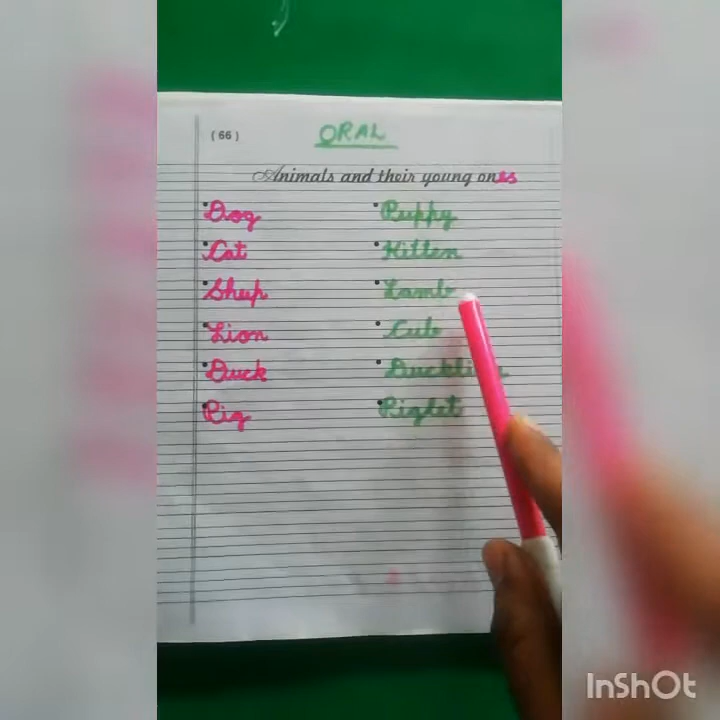 (66)
ORAL
Animals and their young ones
Dog Puppy
Cat Kitten
Sheep Lamb
Lion Cub
Duck
Pig Piglet
InShOt